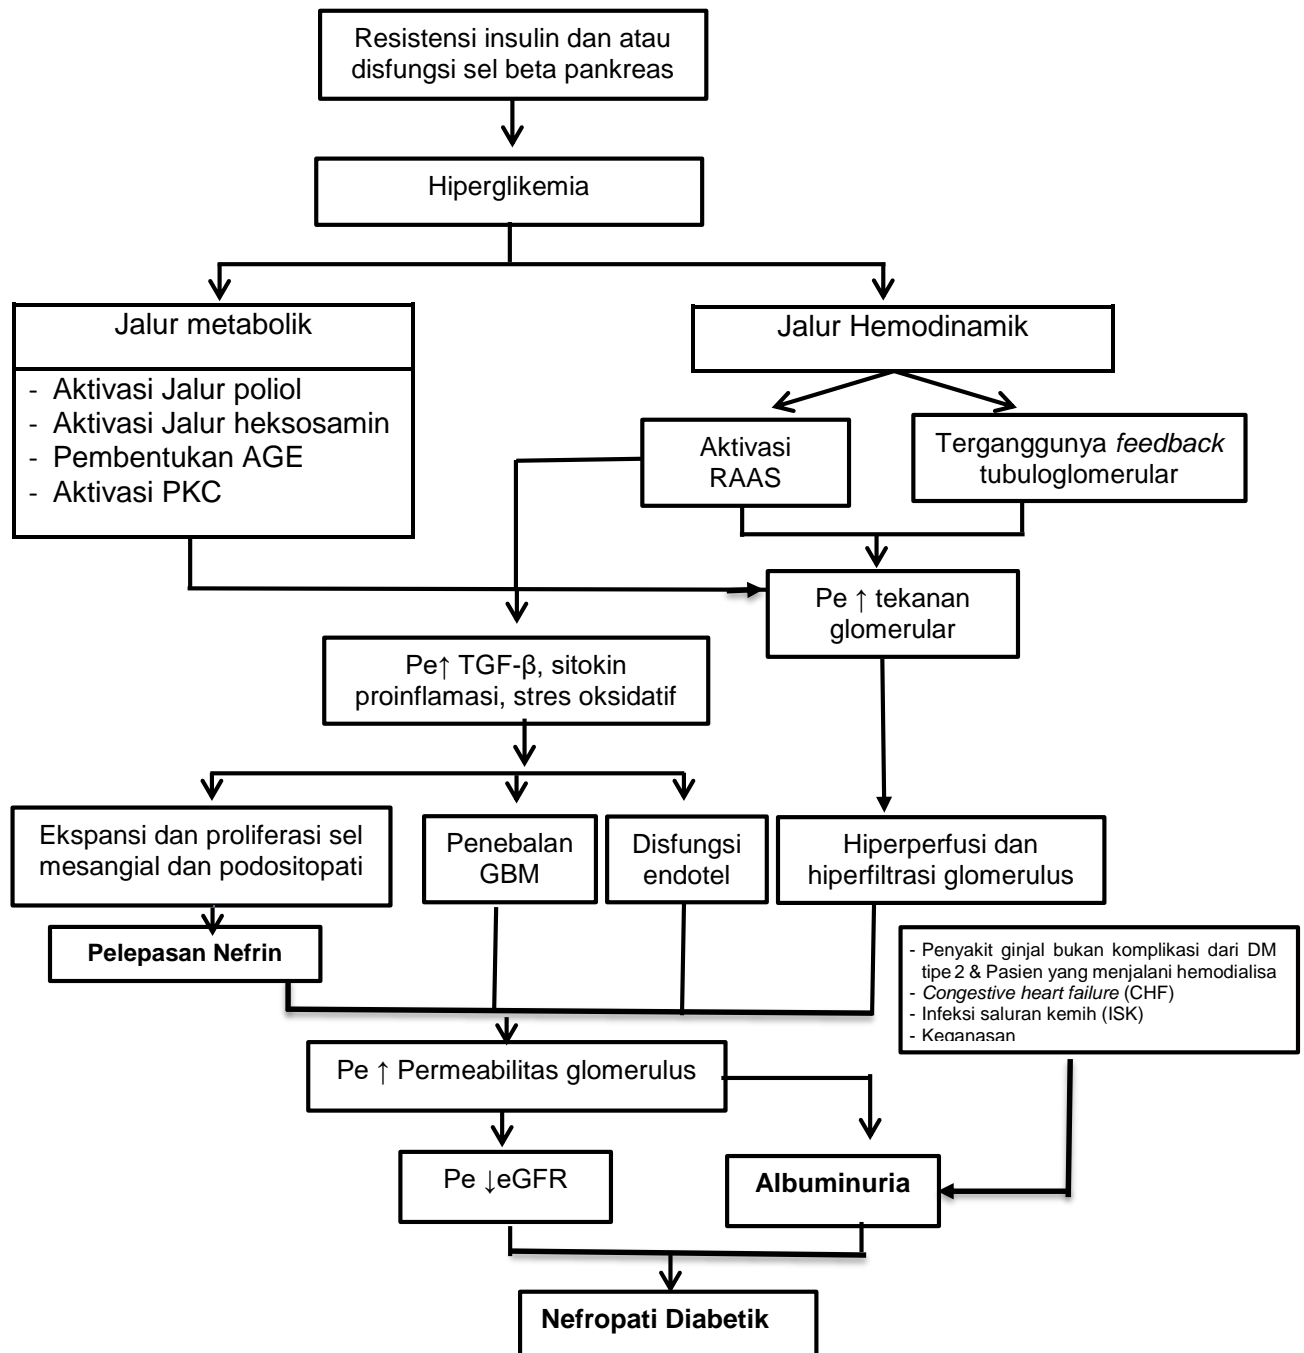 Resistensi insulin dan atau
disfungsi sel beta pankreas
Hiperglikemia
Jalur metabolik
- Aktivasi Jalur poliol
- Aktivasi Jalur heksosamin
- Pembentukan AGE
- Aktivasi PKC
Jalur Hemodinamik
Aktivasi
RAAS
Terganggunya feedback
tubuloglomerular
Pe ↑ tekanan
glomerular
Pe↑ TGF-β, sitokin
proinflamasi, stres oksidatif
Ekspansi dan proliferasi sel
mesangial dan podositopati
Penebalan
GBM
Disfungsi
endotel
Hiperperfusi dan
hiperfiltrasi glomerulus
Pelepasan Nefrin
- Penyakit ginjal bukan komplikasi dari DM
tipe 2 & Pasien yang menjalani hemodialisa
- Congestive heart failure (CHF)
- Infeksi saluran kemih (ISK)
- Keganasan
Pe ↑ Permeabilitas glomerulus
Pe ↓eGFR
Albuminuria
Nefropati Diabetik